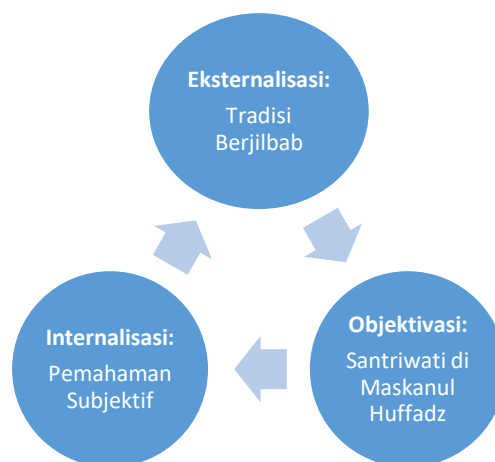 Eksternalisasi:
Tradisi
Berjilbab
Objektivasi:
Santriwati di
Maskanul
Huffadz
Internalisasi:
Pemahaman
Subjektif